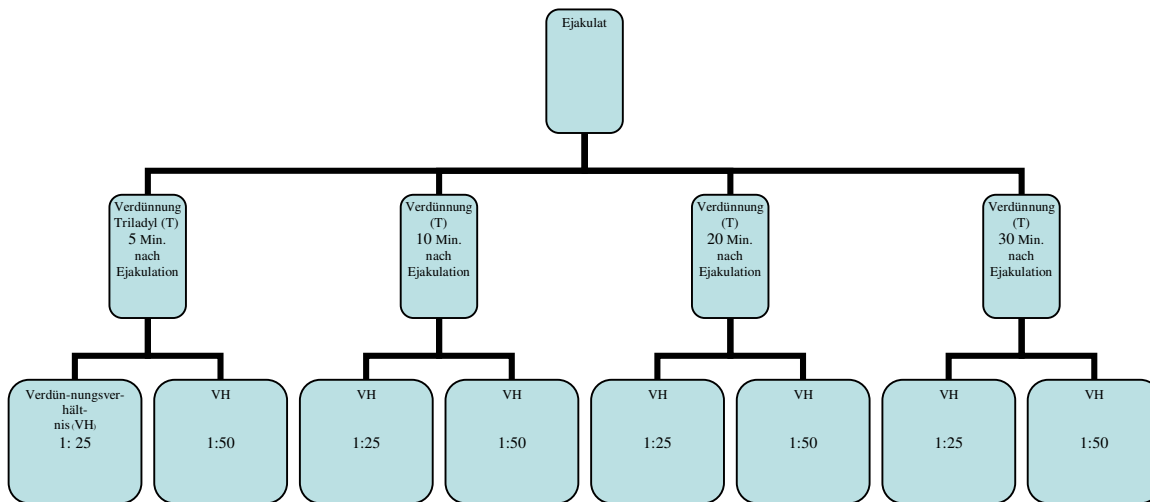 Ejakulat
Verdünnung
Triladyl (T)
5 Min.
nach
Ejakulation
Verdünnung
(T)
10 Min.
nach
Ejakulation
Verdünnung
(T)
20 Min.
nach
Ejakulation
Verdünnung
(T)
30 Min.
nach
Ejakulation
Verdün-nungsver-
hält-
nis (VH)
1: 25
VH
1:50
VH
1:25
VH
1:50
VH
1:25
VH
1:50
VH
1:25
VH
1:50